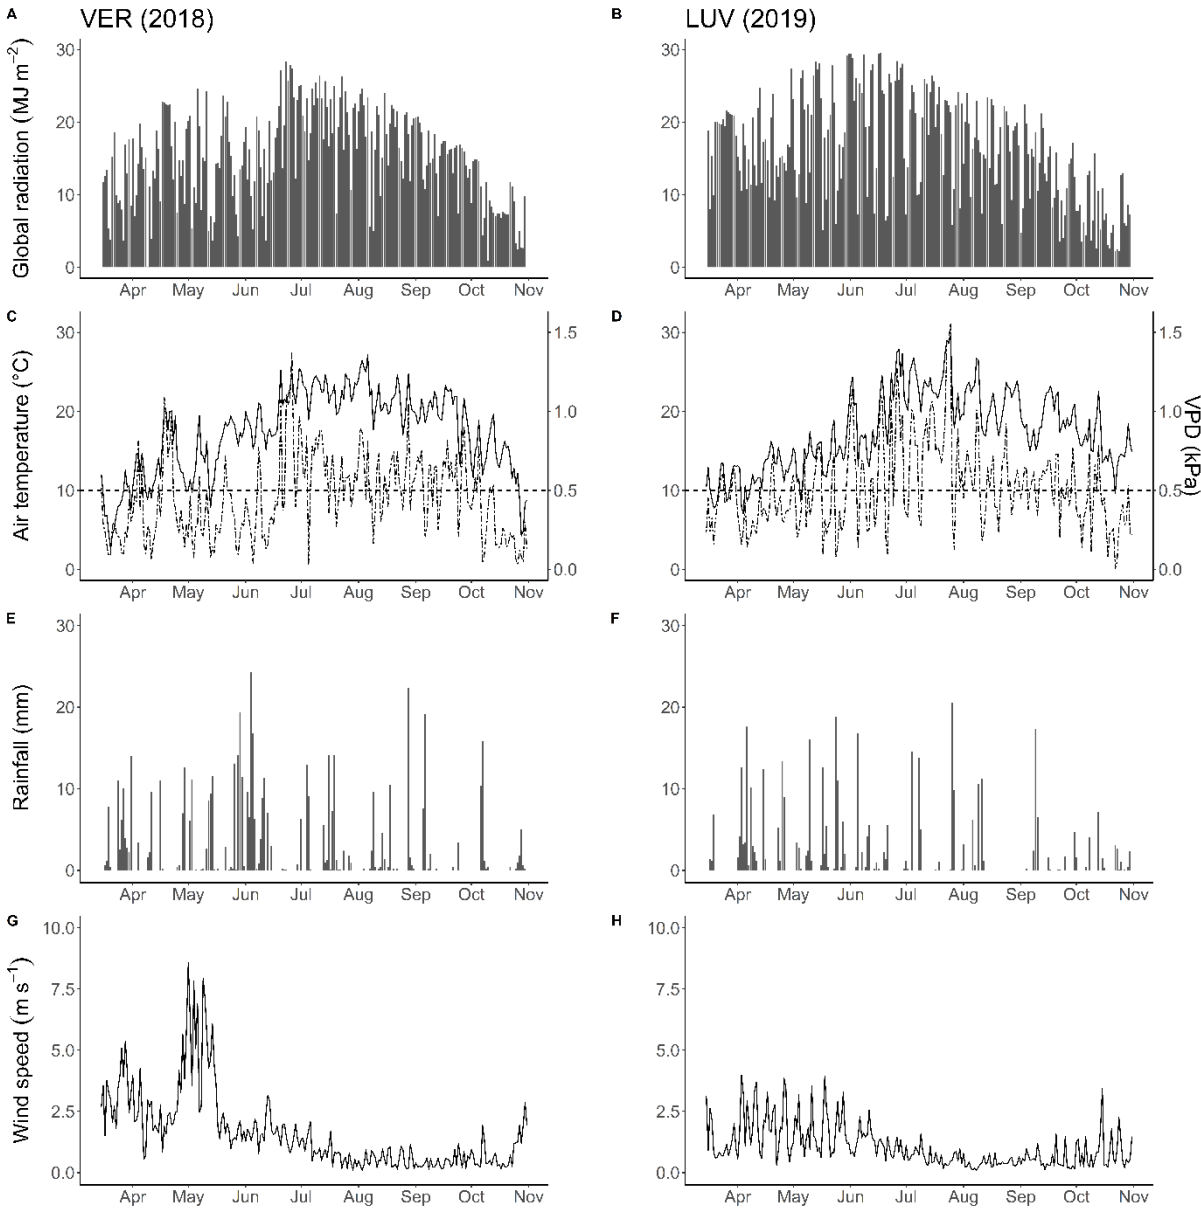 A VER (2018)
B LUV (2019)
Global radiation (MJ m⁻²)
30
20
10
0
Apr May Jun Jul Aug Sep Oct Nov
30
20
10
0
Apr May Jun Jul Aug Sep Oct Nov
C
Air temperature (°C)
30
20
10
0
1.5
1.0
0.5
0.0
Apr May Jun Jul Aug Sep Oct Nov
D
30
20
10
0
1.5
1.0
0.5
0.0
VPD (kPa)
Apr May Jun Jul Aug Sep Oct Nov
E
Rainfall (mm)
30
20
10
0
Apr May Jun Jul Aug Sep Oct Nov
F
30
20
10
0
Apr May Jun Jul Aug Sep Oct Nov
G
Wind speed (m s⁻¹)
10.0
7.5
5.0
2.5
0.0
Apr May Jun Jul Aug Sep Oct Nov
H
10.0
7.5
5.0
2.5
0.0
Apr May Jun Jul Aug Sep Oct Nov